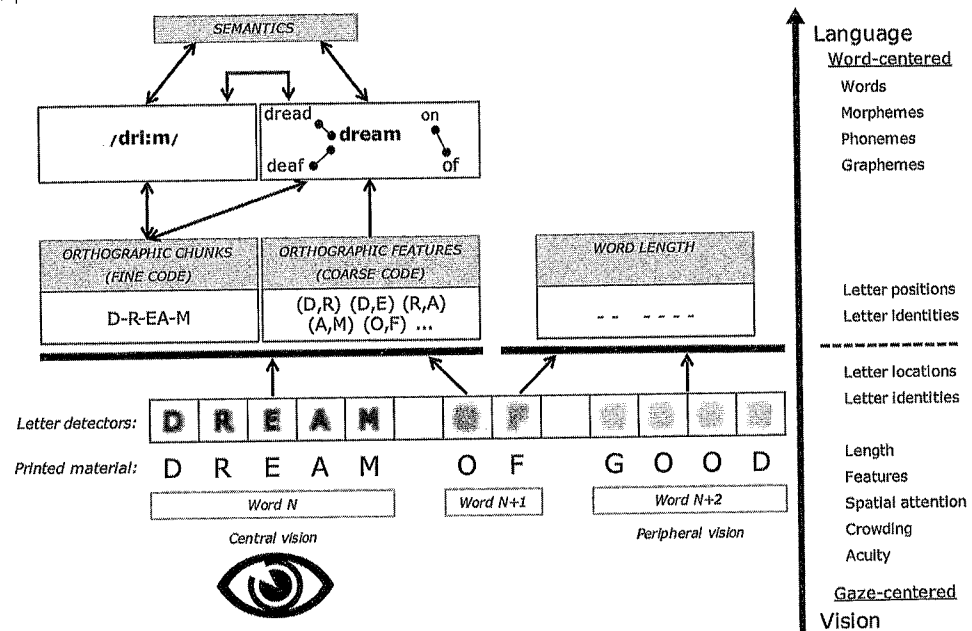 SEMANTICS
/dri:m/
dread
dream
deaf
on
of
ORTHOGRAPHIC CHUNKS
(FINE CODE)
D-R-EA-M
ORTHOGRAPHIC FEATURES
(COARSE CODE)
(D,R) (D,E) (R,A)
(A,M) (O,F) ...
WORD LENGTH
-- ----
Letter detectors:
D R E A M O F
Printed material:
D R E A M O F G O O D
Word N
Word N+1
Word N+2
Central vision
Peripheral vision
Language
Word-centered
Words
Morphemes
Phonemes
Graphemes
Letter positions
Letter identities
Letter locations
Letter identities
Length
Features
Spatial attention
Crowding
Acuity
Gaze-centered
Vision